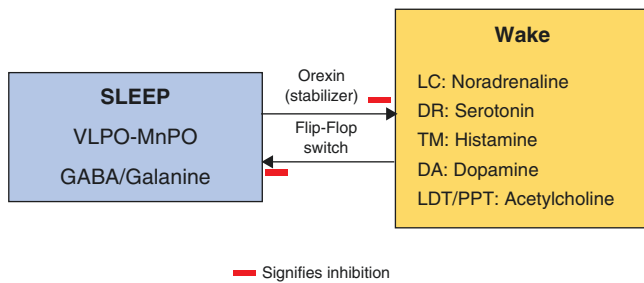 SLEEP
VLPO-MnPO
GABA/Galanine
Orexin
(stabilizer)
Flip-Flop
switch
Wake
LC: Noradrenaline
DR: Serotonin
TM: Histamine
DA: Dopamine
LDT/PPT: Acetylcholine
Signifies inhibition